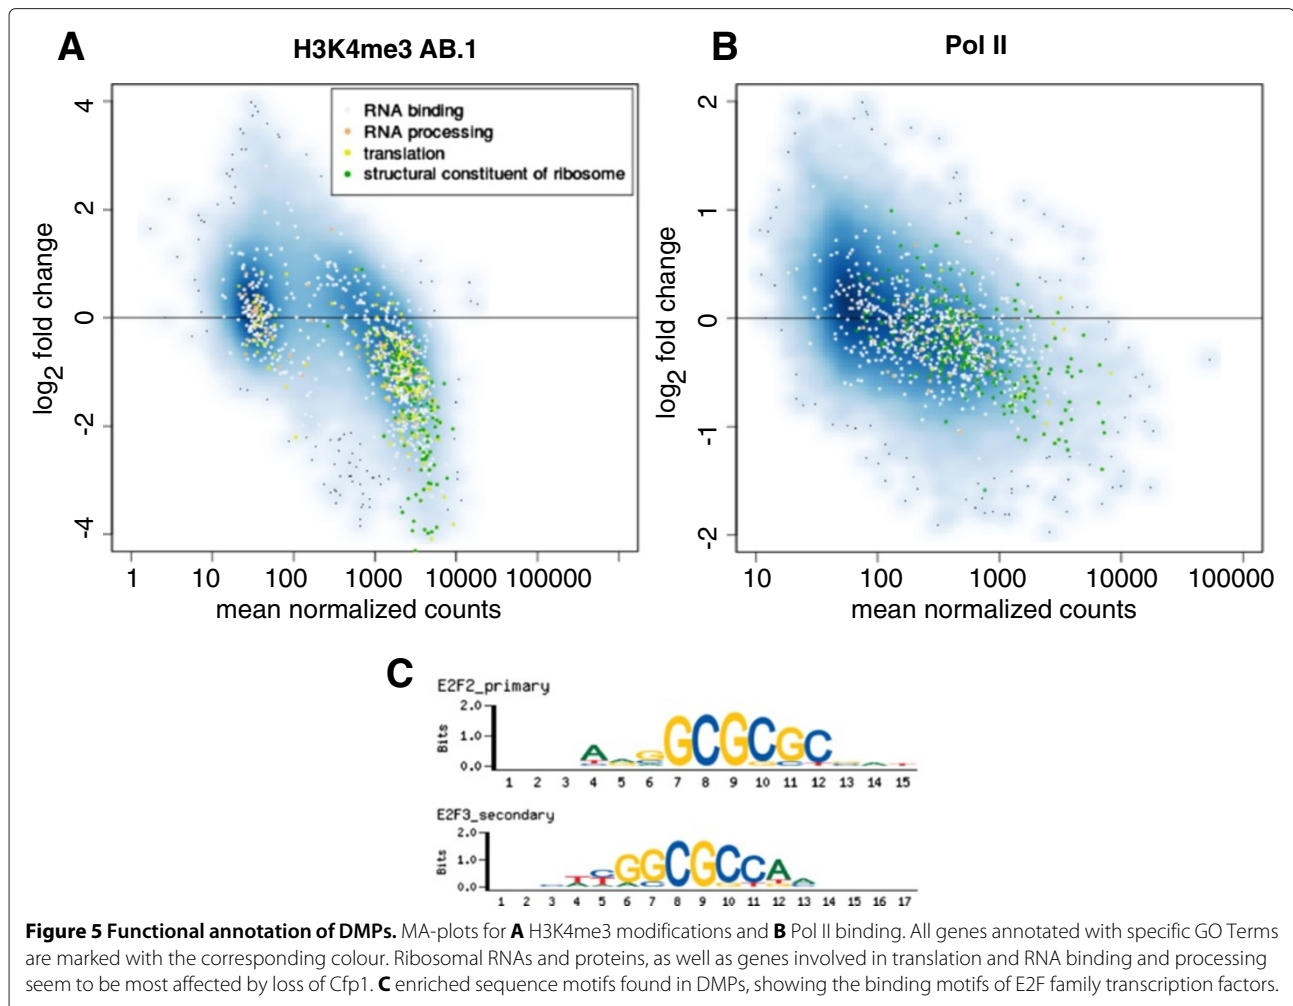 A
H3K4me3 AB.1
B
Pol II
RNA binding
RNA processing
translation
structural constituent of ribosome
log2 fold change
4
2
0
-2
-4
1 10 100 1000 10000 100000
mean normalized counts
log2 fold change
2
1
0
-1
-2
10 100 1000 10000 100000
mean normalized counts
C
E2F2_primary
Bits
2.0
1.0
0.0
A GCGCGC
1 2 3 4 5 6 7 8 9 10 11 12 13 14 15
E2F3_secondary
Bits
2.0
1.0
0.0
GGCGCCA
1 2 3 4 5 6 7 8 9 10 11 12 13 14 15 16 17
Figure 5 Functional annotation of DMPs. MA-plots for A H3K4me3 modifications and B Pol II binding. All genes annotated with specific GO Terms
are marked with the corresponding colour. Ribosomal RNAs and proteins, as well as genes involved in translation and RNA binding and processing
seem to be most affected by loss of Cfp1. C enriched sequence motifs found in DMPs, showing the binding motifs of E2F family transcription factors.